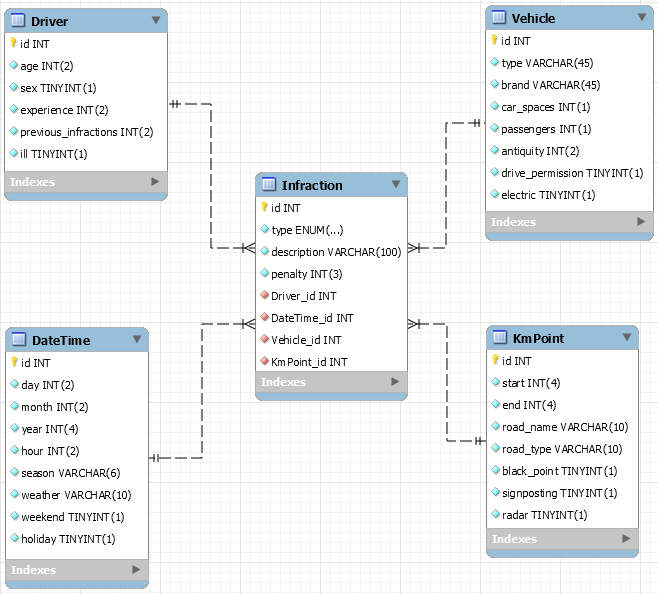 Driver
id INT
age INT(2)
sex TINYINT(1)
experience INT(2)
previous_infractions INT(2)
ill TINYINT(1)
Indexes
Vehicle
id INT
type VARCHAR(45)
brand VARCHAR(45)
car_spaces INT(1)
passengers INT(1)
antiquity INT(2)
drive_permission TINYINT(1)
electric TINYINT(1)
Indexes
Infraction
id INT
type ENUM(...)
description VARCHAR(100)
penalty INT(3)
Driver_id INT
DateTime_id INT
Vehicle_id INT
KmPoint_id INT
Indexes
DateTime
id INT
day INT(2)
month INT(2)
year INT(4)
hour INT(2)
season VARCHAR(6)
weather VARCHAR(10)
weekend TINYINT(1)
holiday TINYINT(1)
Indexes
KmPoint
id INT
start INT(4)
end INT(4)
road_name VARCHAR(10)
road_type VARCHAR(10)
black_point TINYINT(1)
signposting TINYINT(1)
radar TINYINT(1)
Indexes